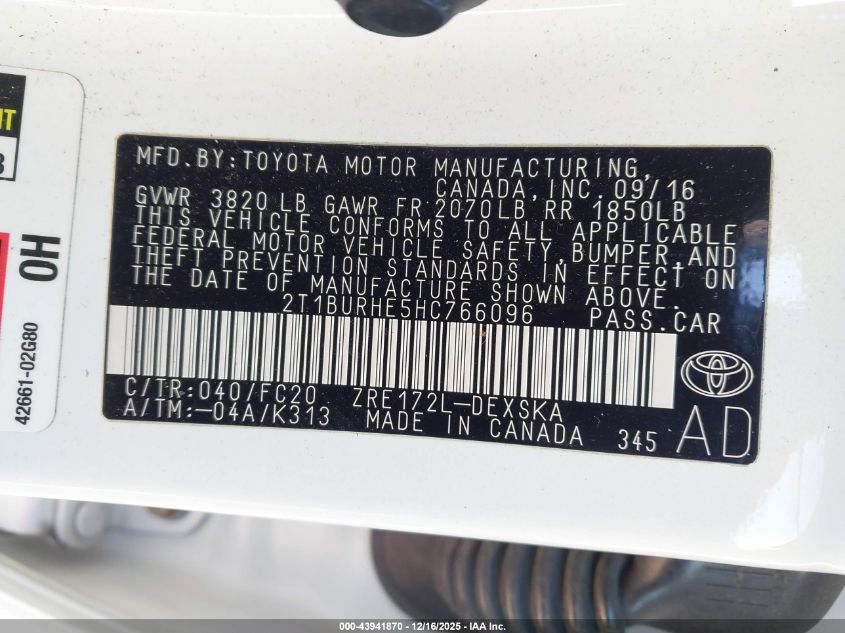 MFD.BY:TOYOTA MOTOR MANUFACTURING,
CANADA,INC.09/16
GVWR 3820LB GAWR FR 2070LB RR 1850LB
THIS VEHICLE CONFORMS TO ALL APPLICABLE
FEDERAL MOTOR VEHICLE SAFETY,BUMPER,AND
THEFT PREVENTION STANDARDS IN EFFECT ON
THE DATE OF MANUFACTURE SHOWN ABOVE.
2T1BURHE5HC766096 PASS.CAR
C/TR:040/FC20 ZRE172L-DEXSKA
A/TM:-04A/K313 MADE IN CANADA 345 AD
0H
42661-02G80
000-43941870 - 12/16/2025 - IAA Inc.